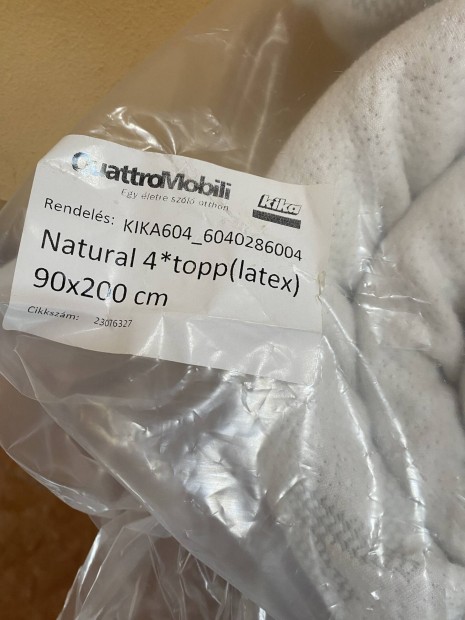 QuattroMobili
Egy életre szóló otthon
kika
Rendelés: KIKA604_6040286004
Natural 4*topp(latex)
90x200 cm
Cikkszám: 23016327